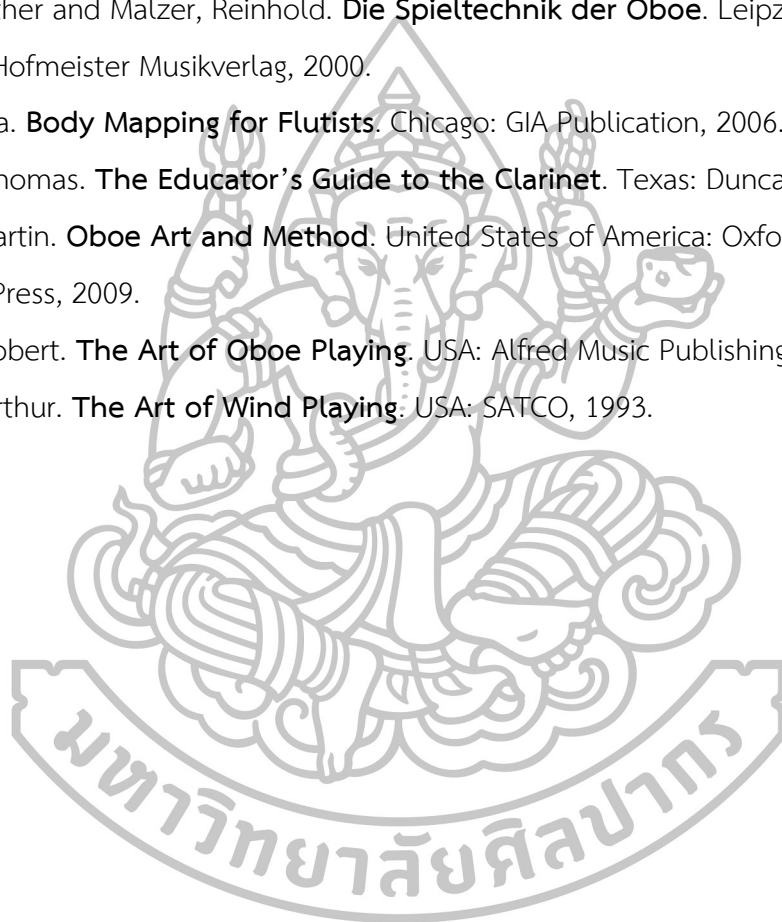 ther and Malzer, Reinhold. Die Spieltechnik der Oboe. Leipz
Hofmeister Musikverlag, 2000.
a. Body Mapping for Flutists. Chicago: GIA Publication, 2006.
homas. The Educator’s Guide to the Clarinet. Texas: Dunca
artin. Oboe Art and Method. United States of America: Oxfo
Press, 2009.
obert. The Art of Oboe Playing. USA: Alfred Music Publishing
rthur. The Art of Wind Playing. USA: SATCO, 1993.
มหาวิทยาลัยศิลปากร